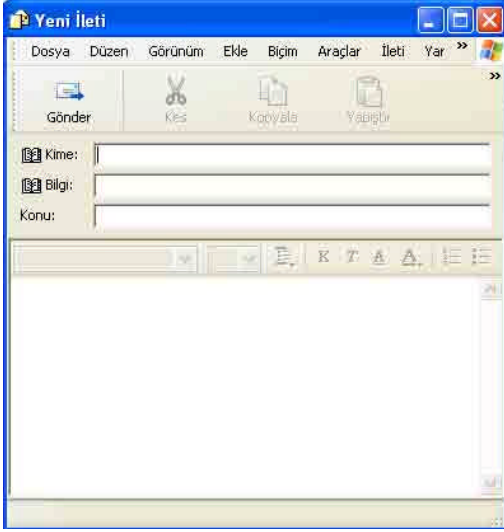 Yeni İleti
Dosya Düzen Görünüm Ekle Biçim Araçlar İleti Yar »
Gönder Kes Kopyala Yapıştır »
Kime:
Bilgi:
Konu:
K T A A